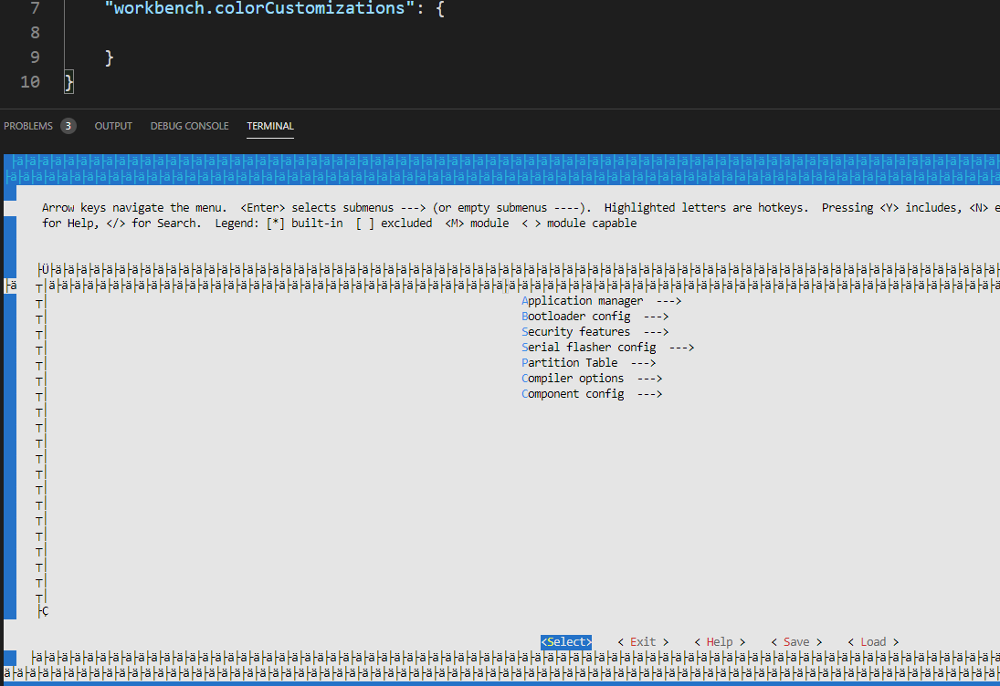 7 "workbench.colorCustomizations": {
8
9 }
10 }
PROBLEMS 3 OUTPUT DEBUG CONSOLE TERMINAL
Arrow keys navigate the menu. <Enter> selects submenus ---> (or empty submenus ----). Highlighted letters are hotkeys. Pressing <Y> includes, <N> e
for Help, </> for Search. Legend: [*] built-in [ ] excluded <M> module < > module capable
Application manager --->
Bootloader config --->
Security features --->
Serial flasher config --->
Partition Table --->
Compiler options --->
Component config --->
<Select> < Exit > < Help > < Save > < Load >